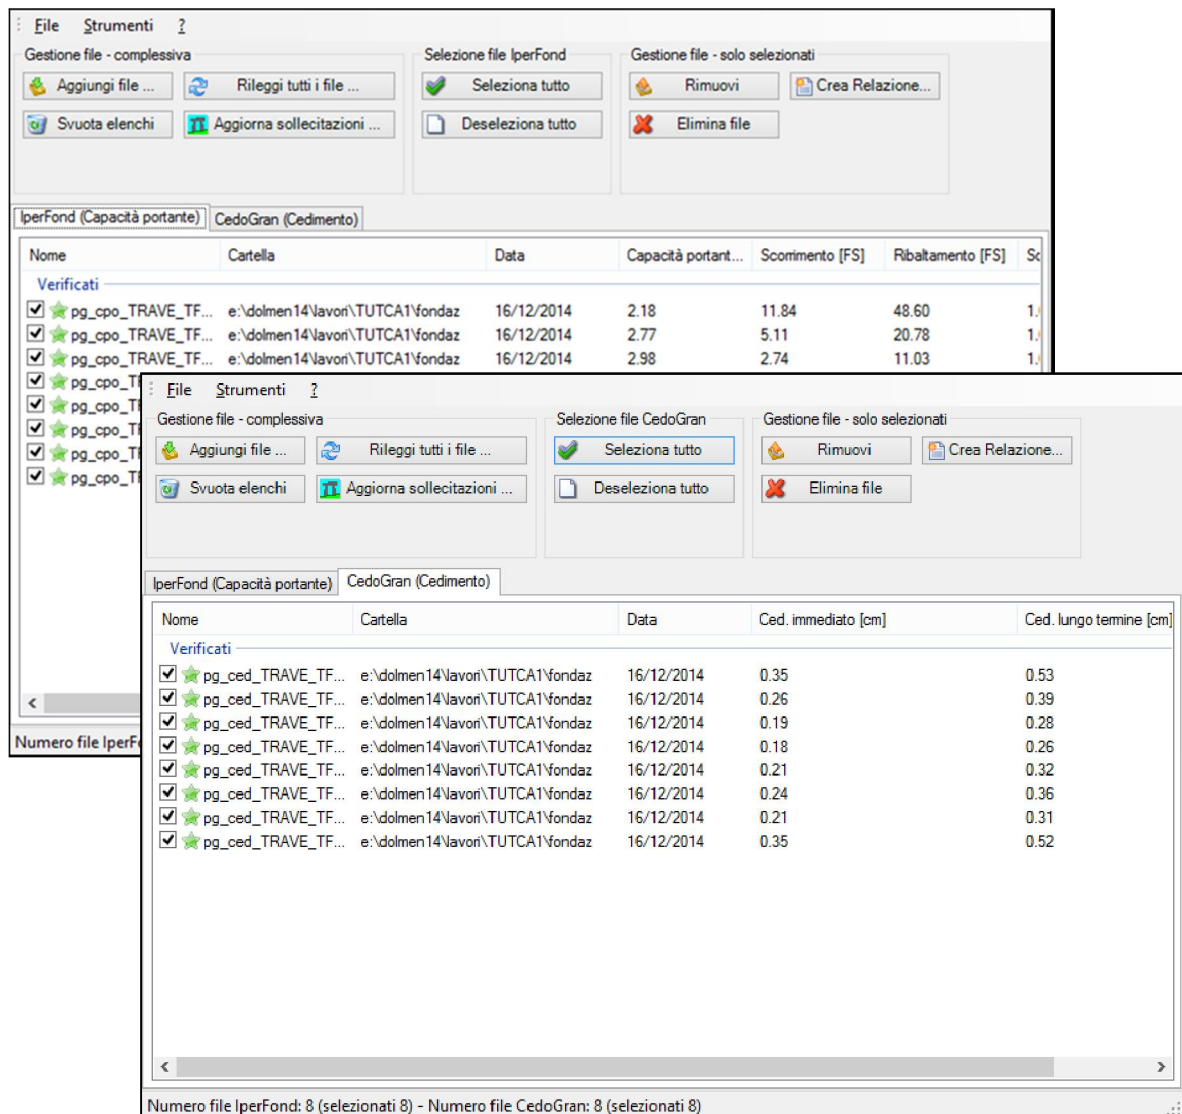 File Strumenti ?
Gestione file - complessiva Selezione file IperFond Gestione file - solo selezionati
Aggiungi file ... Rileggi tutti i file ... Seleziona tutto Rimuovi Crea Relazione...
Svuota elenchi Aggiorna sollecitazioni ... Deseleziona tutto Elimina file
IperFond (Capacità portante) CedoGran (Cedimento)
Nome Cartella Data Capacità portant... Scorrimento [FS] Ribaltamento [FS]
Verificati
pg_cpo_TRAVE_TF... e:\dolmen14\lavori\TUTCA1\fondaz 16/12/2014 2.18 11.84 48.60 1.
pg_cpo_TRAVE_TF... e:\dolmen14\lavori\TUTCA1\fondaz 16/12/2014 2.77 5.11 20.78 1.
pg_cpo_TRAVE_TF... e:\dolmen14\lavori\TUTCA1\fondaz 16/12/2014 2.98 2.74 11.03 1.
pg_cpo_TF
pg_cpo_TF
pg_cpo_TF
pg_cpo_TF
pg_cpo_TF
Numero file IperF
File Strumenti ?
Gestione file - complessiva Selezione file CedoGran Gestione file - solo selezionati
Aggiungi file ... Rileggi tutti i file ... Seleziona tutto Rimuovi Crea Relazione...
Svuota elenchi Aggiorna sollecitazioni ... Deseleziona tutto Elimina file
IperFond (Capacità portante) CedoGran (Cedimento)
Nome Cartella Data Ced. immediato [cm] Ced. lungo termine [cm]
Verificati
pg_ced_TRAVE_TF... e:\dolmen14\lavori\TUTCA1\fondaz 16/12/2014 0.35 0.53
pg_ced_TRAVE_TF... e:\dolmen14\lavori\TUTCA1\fondaz 16/12/2014 0.26 0.39
pg_ced_TRAVE_TF... e:\dolmen14\lavori\TUTCA1\fondaz 16/12/2014 0.19 0.28
pg_ced_TRAVE_TF... e:\dolmen14\lavori\TUTCA1\fondaz 16/12/2014 0.18 0.26
pg_ced_TRAVE_TF... e:\dolmen14\lavori\TUTCA1\fondaz 16/12/2014 0.21 0.32
pg_ced_TRAVE_TF... e:\dolmen14\lavori\TUTCA1\fondaz 16/12/2014 0.24 0.36
pg_ced_TRAVE_TF... e:\dolmen14\lavori\TUTCA1\fondaz 16/12/2014 0.21 0.31
pg_ced_TRAVE_TF... e:\dolmen14\lavori\TUTCA1\fondaz 16/12/2014 0.35 0.52
Numero file IperFond: 8 (selezionati 8) - Numero file CedoGran: 8 (selezionati 8)